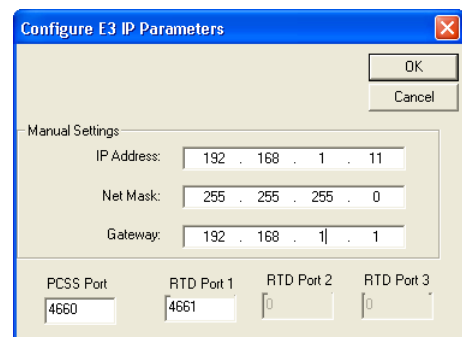 Configure E3 IP Parameters
OK
Cancel
Manual Settings
IP Address: 192 . 168 . 1 . 11
Net Mask: 255 . 255 . 255 . 0
Gateway: 192 . 168 . 1 . 1
PCSS Port RTD Port 1 RTD Port 2 RTD Port 3
4660 4661 0 0